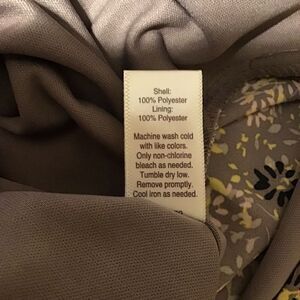 Shell:
100% Polyester
Lining:
100% Polyester
Machine wash cold
with like colors.
Only non-chlorine
bleach as needed.
Tumble dry low.
Remove promptly.
Cool iron as needed.